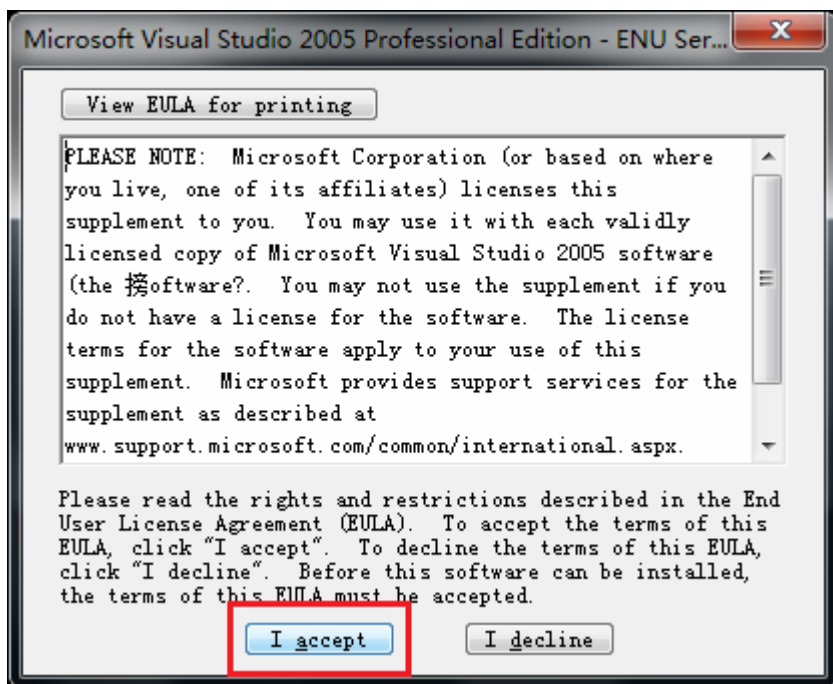 Microsoft Visual Studio 2005 Professional Edition - ENU Ser...
View EULA for printing
PLEASE NOTE:  Microsoft Corporation (or based on where
you live, one of its affiliates) licenses this
supplement to you.  You may use it with each validly
licensed copy of Microsoft Visual Studio 2005 software
(the 搒oftware?.  You may not use the supplement if you
do not have a license for the software.  The license
terms for the software apply to your use of this
supplement.  Microsoft provides support services for the
supplement as described at
www.support.microsoft.com/common/international.aspx.
Please read the rights and restrictions described in the End
User License Agreement (EULA).  To accept the terms of this
EULA, click "I accept".  To decline the terms of this EULA,
click "I decline".  Before this software can be installed,
the terms of this EULA must be accepted.
I accept
I decline